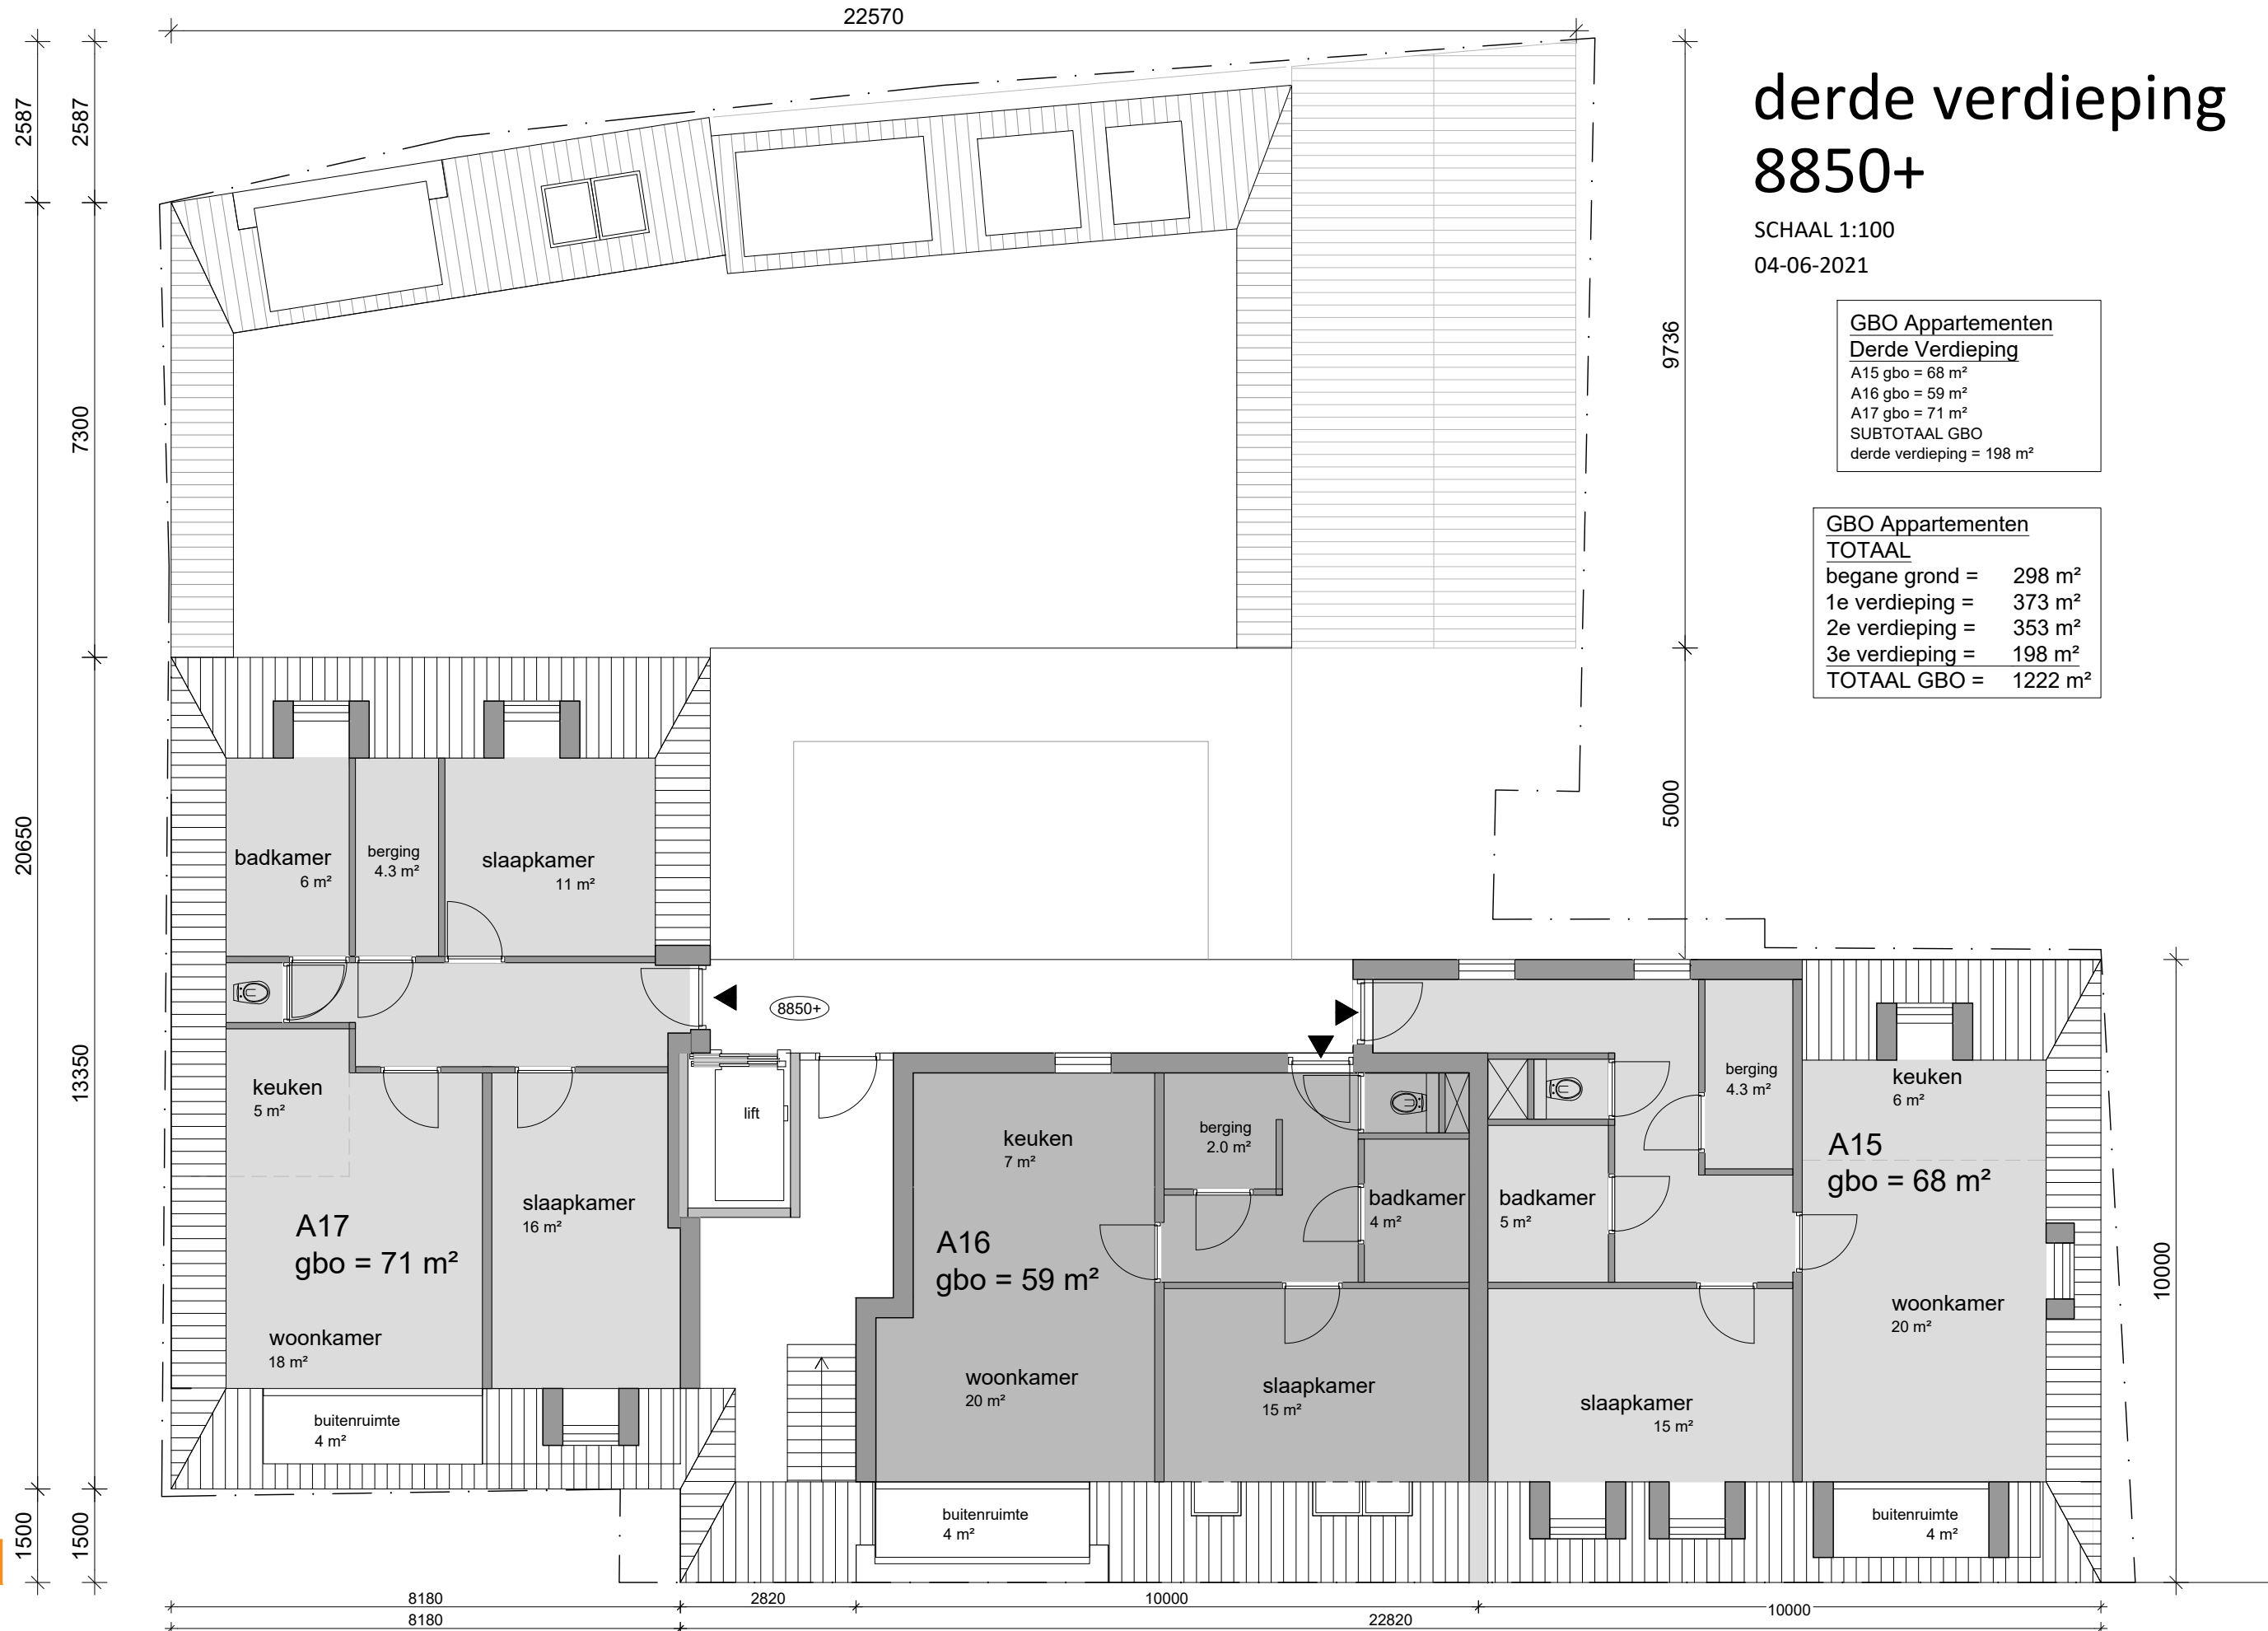 22570
2587
2587
derde verdieping
8850+
SCHAAL 1:100
04-06-2021
GBO Appartementen
Derde Verdieping
A15 gbo = 68 m²
A16 gbo = 59 m²
A17 gbo = 71 m²
SUBTOTAAL GBO
derde verdieping = 198 m²
9736
7300
GBO Appartementen
TOTAAL
begane grond = 298 m²
1e verdieping = 373 m²
2e verdieping = 353 m²
3e verdieping = 198 m²
TOTAAL GBO = 1222 m²
20650
5000
badkamer
6 m²
berging
4.3 m²
slaapkamer
11 m²
8850+
13350
keuken
5 m²
lift
slaapkamer
16 m²
A17
gbo = 71 m²
woonkamer
18 m²
buitenruimte
4 m²
keuken
7 m²
berging
2.0 m²
badkamer
4 m²
A16
gbo = 59 m²
woonkamer
20 m²
slaapkamer
15 m²
buitenruimte
4 m²
badkamer
5 m²
berging
4.3 m²
keuken
6 m²
A15
gbo = 68 m²
woonkamer
20 m²
slaapkamer
15 m²
buitenruimte
4 m²
10000
1500
1500
8180
2820
10000
10000
8180
22820